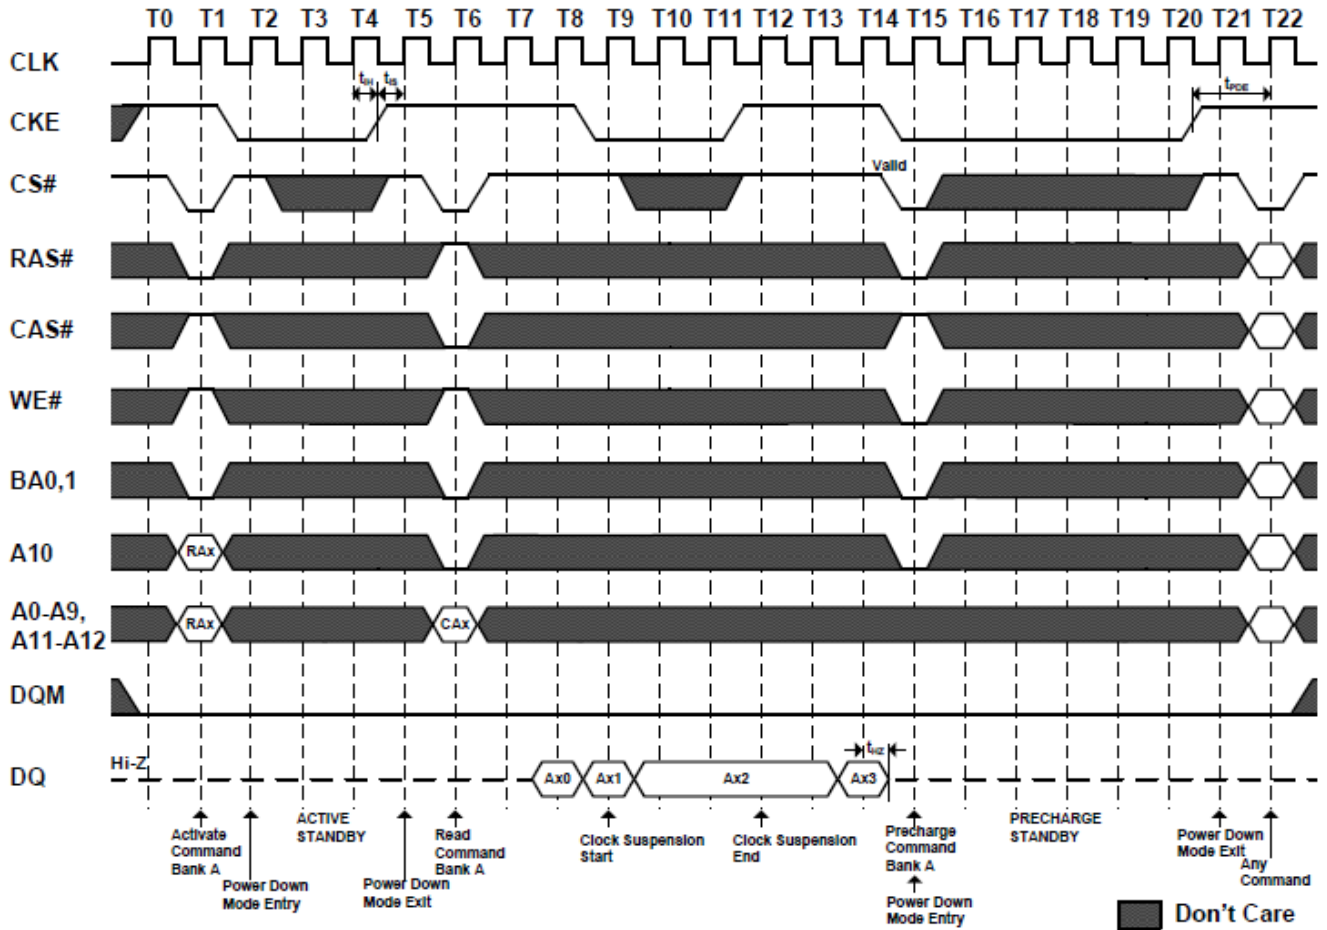 T0 T1 T2 T3 T4 T5 T6 T7 T8 T9 T10 T11 T12 T13 T14 T15 T16 T17 T18 T19 T20 T21 T22
CLK
tIH tIS
tPDE
CKE
Valid
CS#
RAS#
CAS#
WE#
BA0,1
A10
RAx
A0-A9,
A11-A12
RAx CAx
DQM
Hi-Z
tHZ
DQ
Ax0 Ax1 Ax2 Ax3
Activate
Command
Bank A
Power Down
Mode Entry
ACTIVE
STANDBY
Power Down
Mode Exit
Read
Command
Bank A
Clock Suspension
Start
Clock Suspension
End
Precharge
Command
Bank A
Power Down
Mode Entry
PRECHARGE
STANDBY
Power Down
Mode Exit
Any
Command
Don't Care